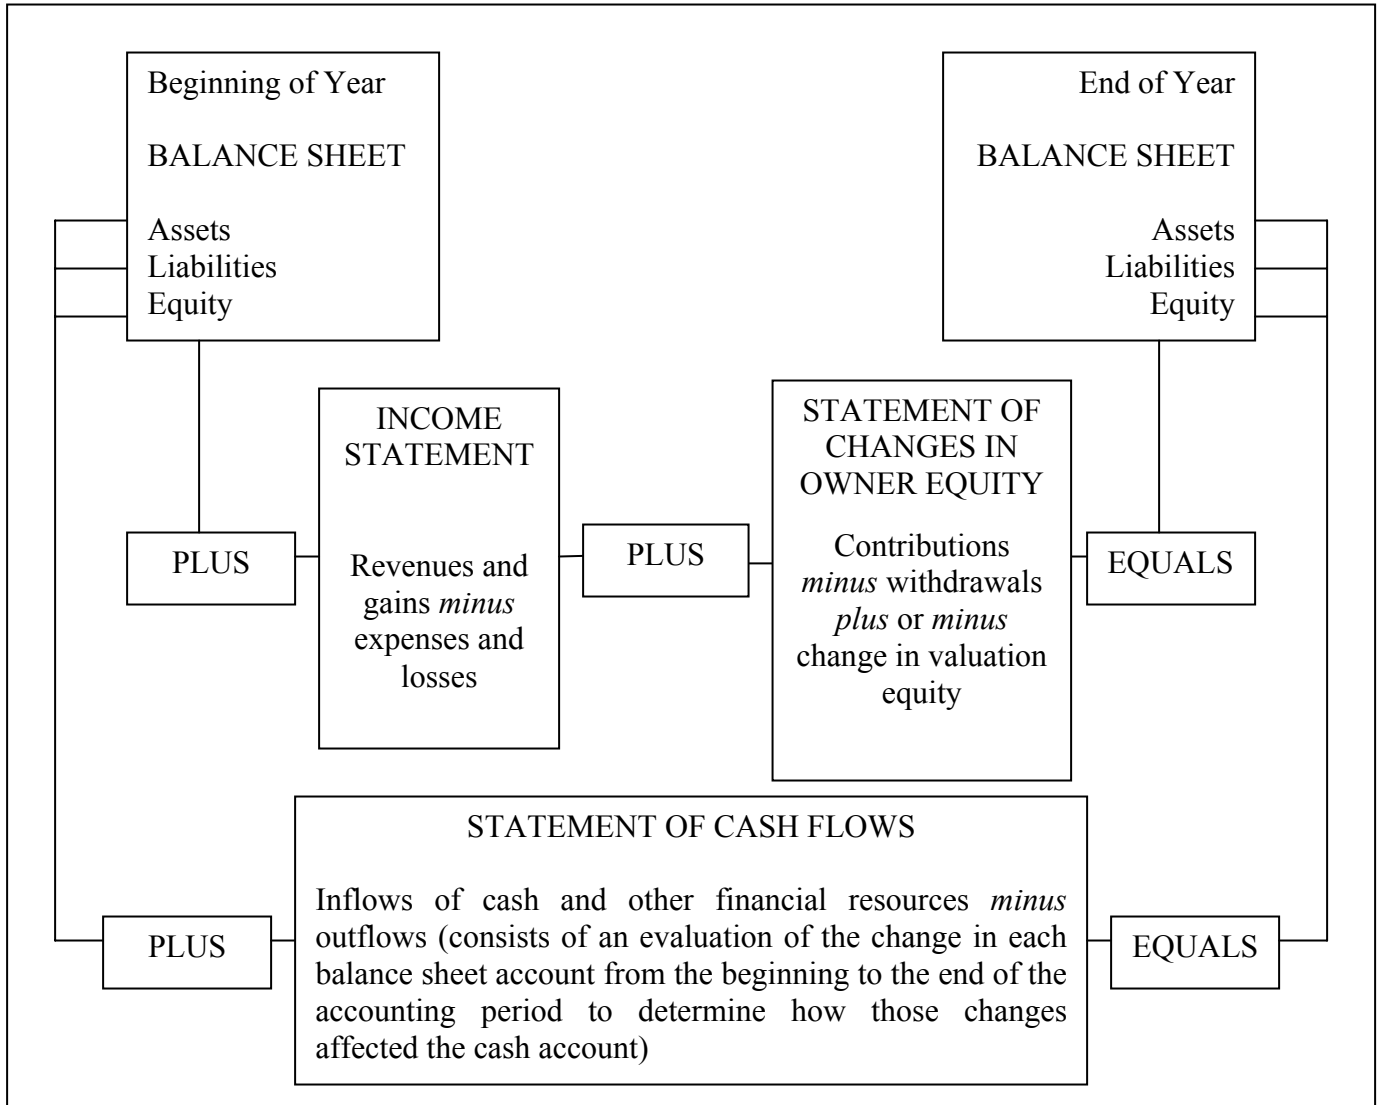 Beginning of Year
BALANCE SHEET
Assets
Liabilities
Equity
End of Year
BALANCE SHEET
Assets
Liabilities
Equity
PLUS
INCOME
STATEMENT
Revenues and
gains minus
expenses and
losses
PLUS
STATEMENT OF
CHANGES IN
OWNER EQUITY
Contributions
minus withdrawals
plus or minus
change in valuation
equity
EQUALS
PLUS
STATEMENT OF CASH FLOWS
Inflows of cash and other financial resources minus
outflows (consists of an evaluation of the change in each
balance sheet account from the beginning to the end of the
accounting period to determine how those changes
affected the cash account)
EQUALS